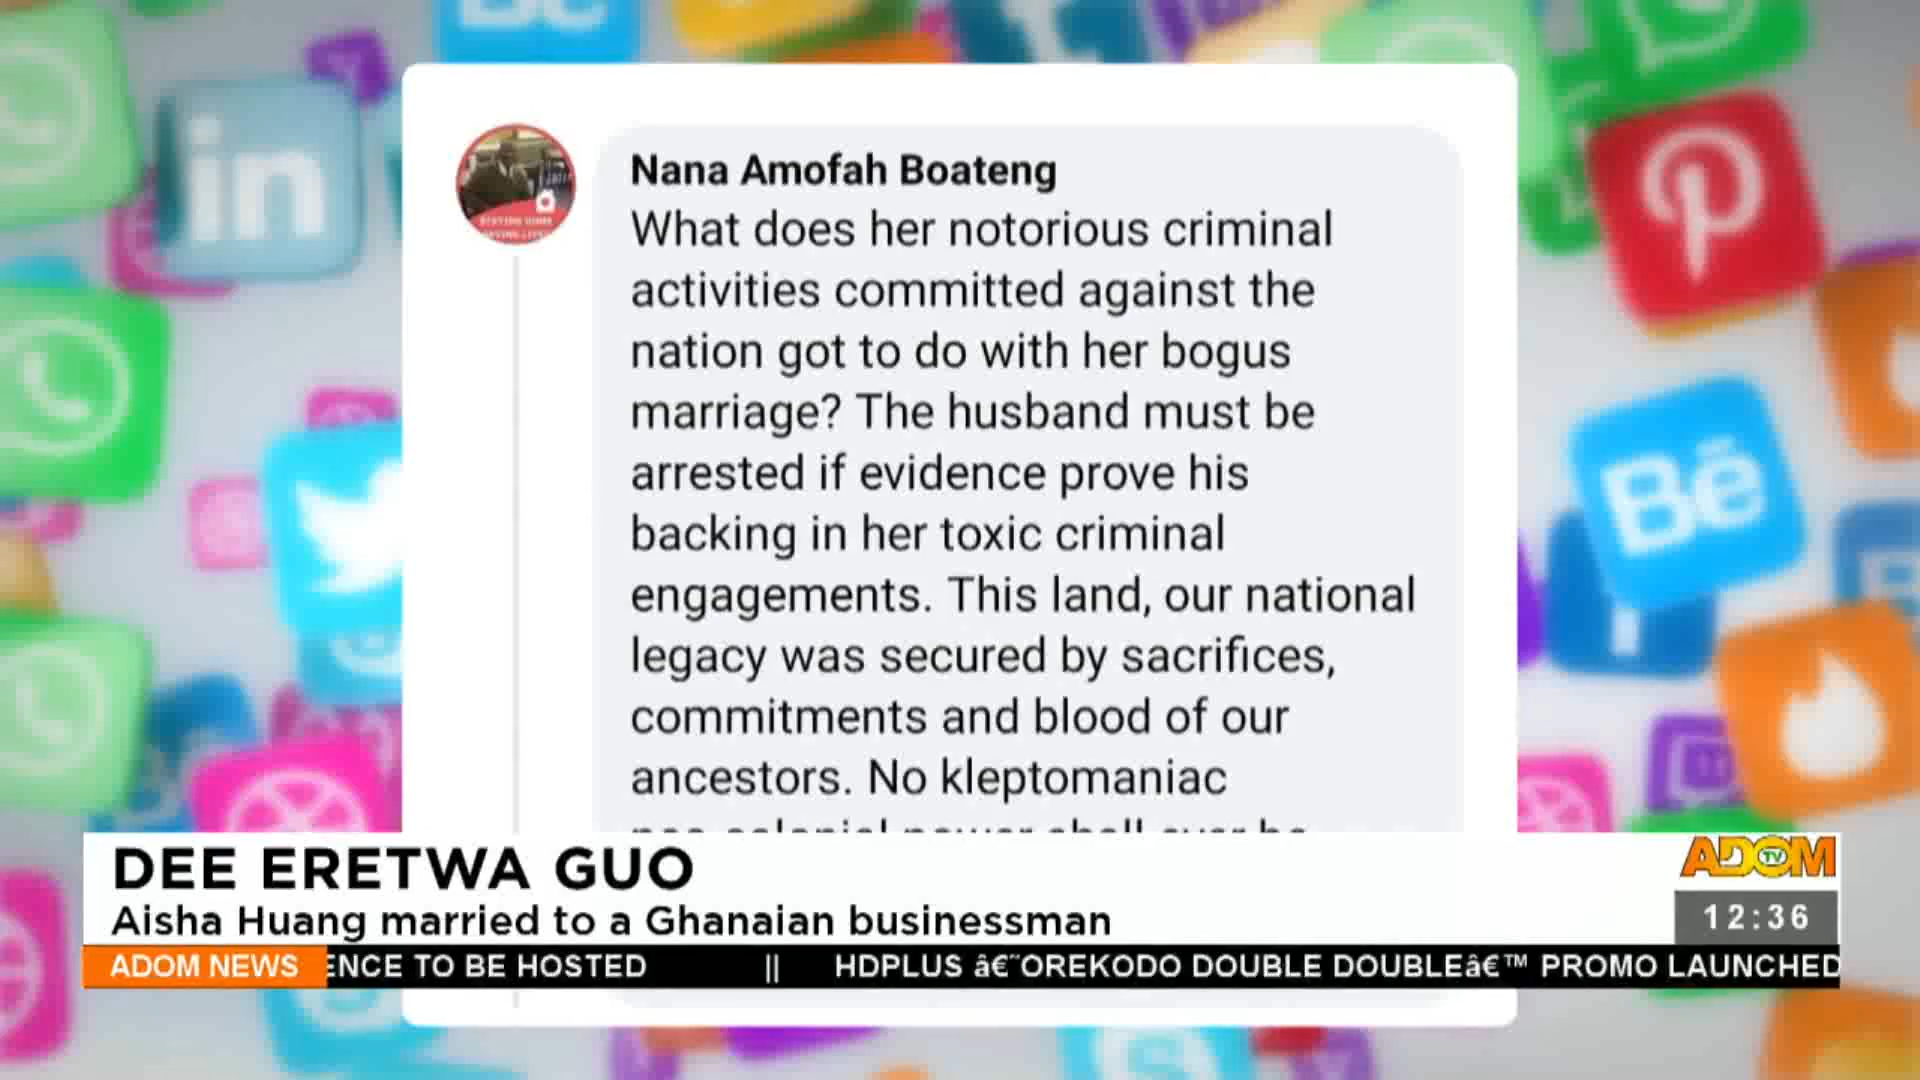 Nana Amofah Boateng
What does her notorious criminal
activities committed against the
nation got to do with her bogus
marriage? The husband must be
arrested if evidence prove his
backing in her toxic criminal
engagements. This land, our national
legacy was secured by sacrifices,
commitments and blood of our
ancestors. No kleptomaniac
DEE ERETWA GUO
Aisha Huang married to a Ghanaian businessman
ADOM TV
12:36
ADOM NEWS
ENCE TO BE HOSTED || HDPLUS â€˜OREKODO DOUBLE DOUBLEâ€™ PROMO LAUNCHED
in
Bē